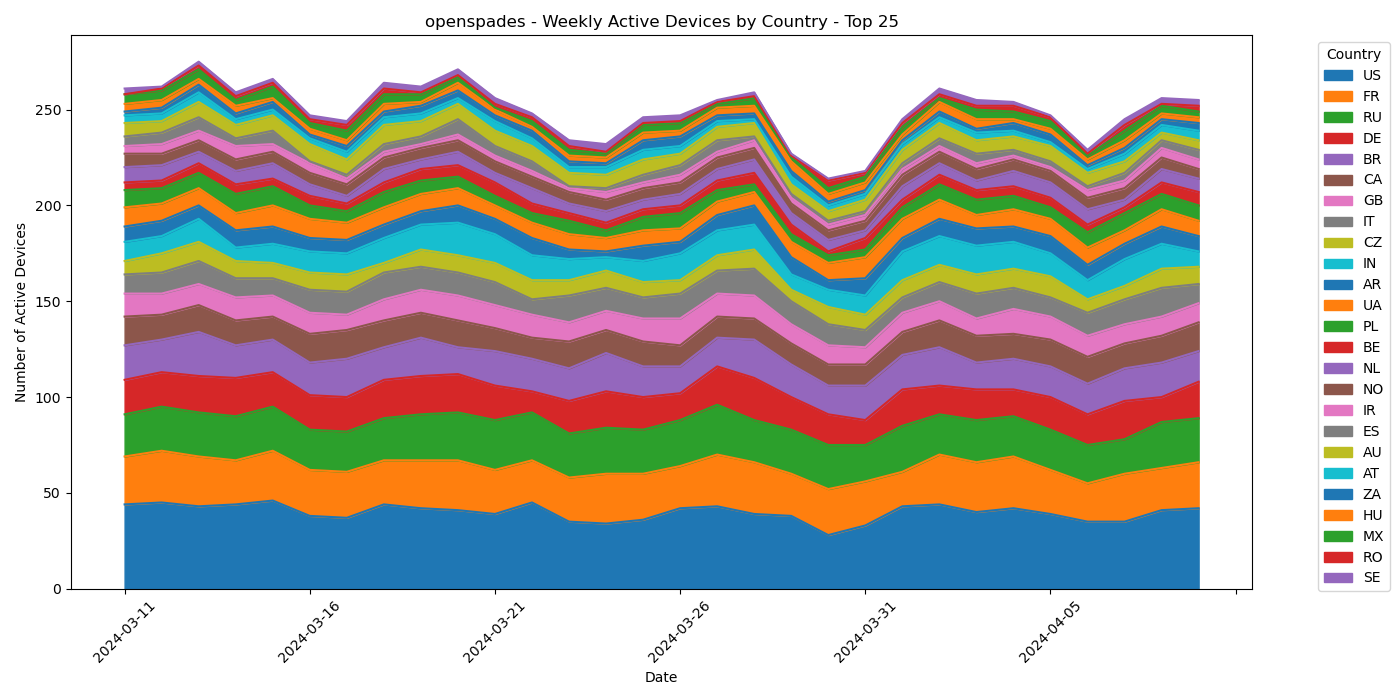 openspades - Weekly Active Devices by Country - Top 25
Number of Active Devices
250
200
150
100
50
0
2024-03-11
2024-03-16
2024-03-21
2024-03-26
2024-03-31
2024-04-05
Date
Country
US
FR
RU
DE
BR
CA
GB
IT
CZ
IN
AR
UA
PL
BE
NL
NO
IR
ES
AU
AT
ZA
HU
MX
RO
SE